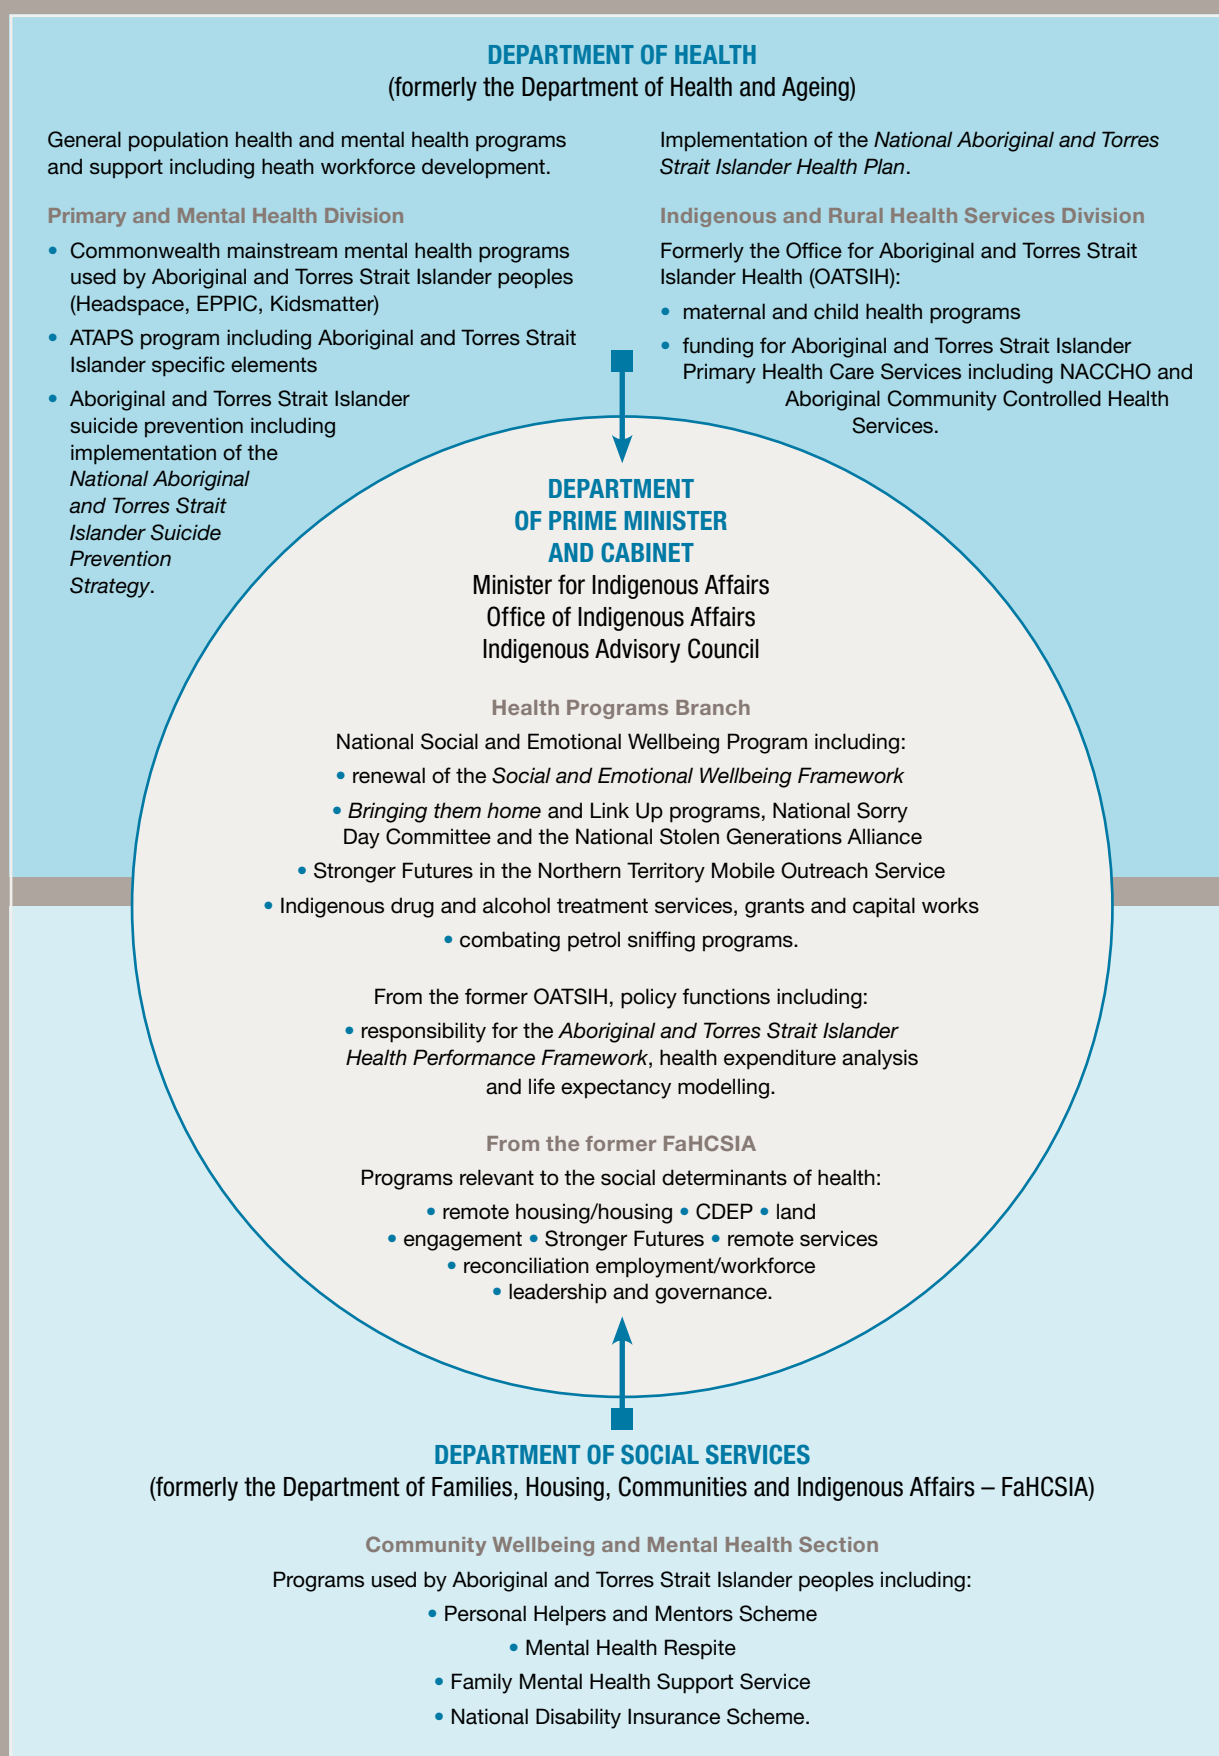 DEPARTMENT OF HEALTH
(formerly the Department of Health and Ageing)
General population health and mental health programs
and support including heath workforce development.
Primary and Mental Health Division
• Commonwealth mainstream mental health programs
used by Aboriginal and Torres Strait Islander peoples
(Headspace, EPPIC, Kidsmatter)
• ATAPS program including Aboriginal and Torres Strait
Islander specific elements
• Aboriginal and Torres Strait Islander
suicide prevention including
implementation of the
National Aboriginal
and Torres Strait
Islander Suicide
Prevention
Strategy.
Implementation of the National Aboriginal and Torres
Strait Islander Health Plan.
Indigenous and Rural Health Services Division
Formerly the Office for Aboriginal and Torres Strait
Islander Health (OATSIH):
• maternal and child health programs
• funding for Aboriginal and Torres Strait Islander
Primary Health Care Services including NACCHO and
Aboriginal Community Controlled Health
Services.
DEPARTMENT
OF PRIME MINISTER
AND CABINET
Minister for Indigenous Affairs
Office of Indigenous Affairs
Indigenous Advisory Council
Health Programs Branch
National Social and Emotional Wellbeing Program including:
• renewal of the Social and Emotional Wellbeing Framework
• Bringing them home and Link Up programs, National Sorry
Day Committee and the National Stolen Generations Alliance
• Stronger Futures in the Northern Territory Mobile Outreach Service
• Indigenous drug and alcohol treatment services, grants and capital works
• combating petrol sniffing programs.
From the former OATSIH, policy functions including:
• responsibility for the Aboriginal and Torres Strait Islander
Health Performance Framework, health expenditure analysis
and life expectancy modelling.
From the former FaHCSIA
Programs relevant to the social determinants of health:
• remote housing/housing • CDEP • land
• engagement • Stronger Futures • remote services
• reconciliation employment/workforce
• leadership and governance.
DEPARTMENT OF SOCIAL SERVICES
(formerly the Department of Families, Housing, Communities and Indigenous Affairs – FaHCSIA)
Community Wellbeing and Mental Health Section
Programs used by Aboriginal and Torres Strait Islander peoples including:
• Personal Helpers and Mentors Scheme
• Mental Health Respite
• Family Mental Health Support Service
• National Disability Insurance Scheme.